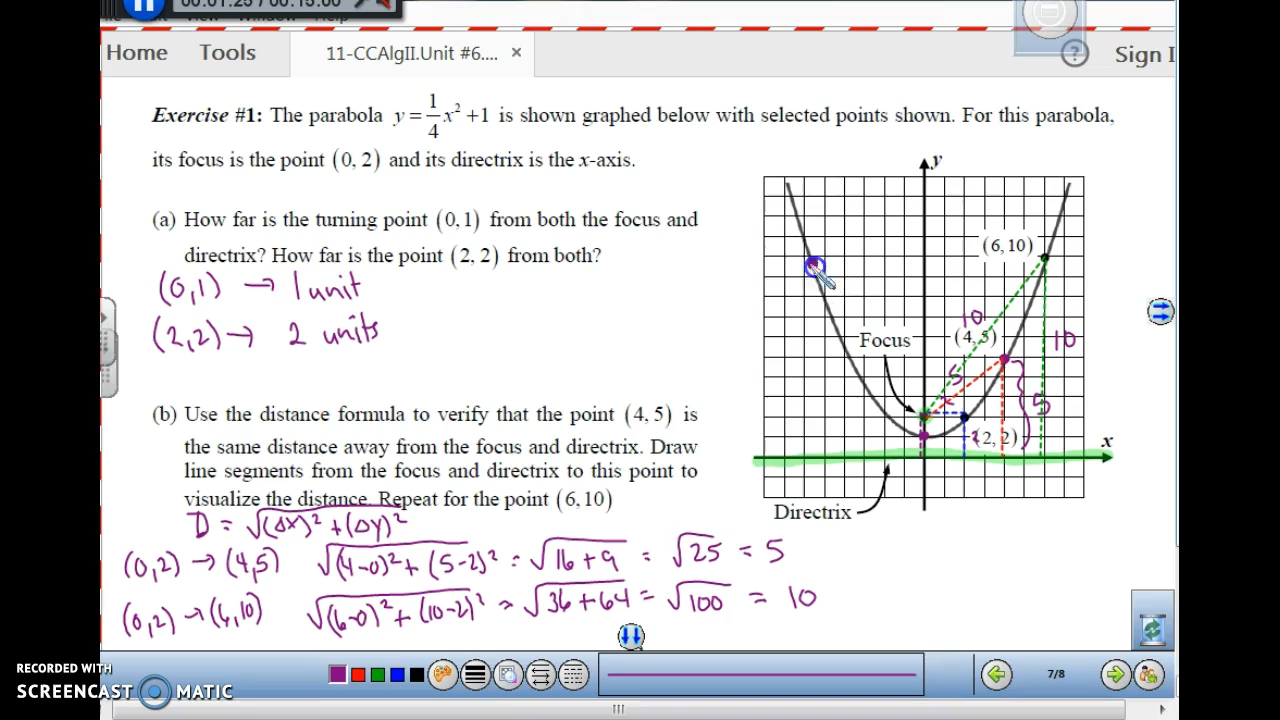 00:01:25 / 00:15:00
Home Tools 11-CCAlgII.Unit #6.... × ? Sign I
Exercise #1: The parabola y = 1/4 x² + 1 is shown graphed below with selected points shown. For this parabola,
its focus is the point (0, 2) and its directrix is the x-axis.
(a) How far is the turning point (0, 1) from both the focus and
directrix? How far is the point (2, 2) from both?
(0,1) → 1 unit
(2,2) → 2 units
(b) Use the distance formula to verify that the point (4, 5) is
the same distance away from the focus and directrix. Draw
line segments from the focus and directrix to this point to
visualize the distance. Repeat for the point (6, 10)
D = √(Δx)² + (Δy)²
(0,2) → (4,5) √(4-0)² + (5-2)² = √16 + 9 = √25 = 5
(0,2) → (6,10) √(6-0)² + (10-2)² = √36 + 64 = √100 = 10
y
(6, 10)
10
(4, 5)
Focus
10
5
2
5
2
(2, 2)
x
Directrix
7/8
RECORDED WITH
SCREENCAST MATIC